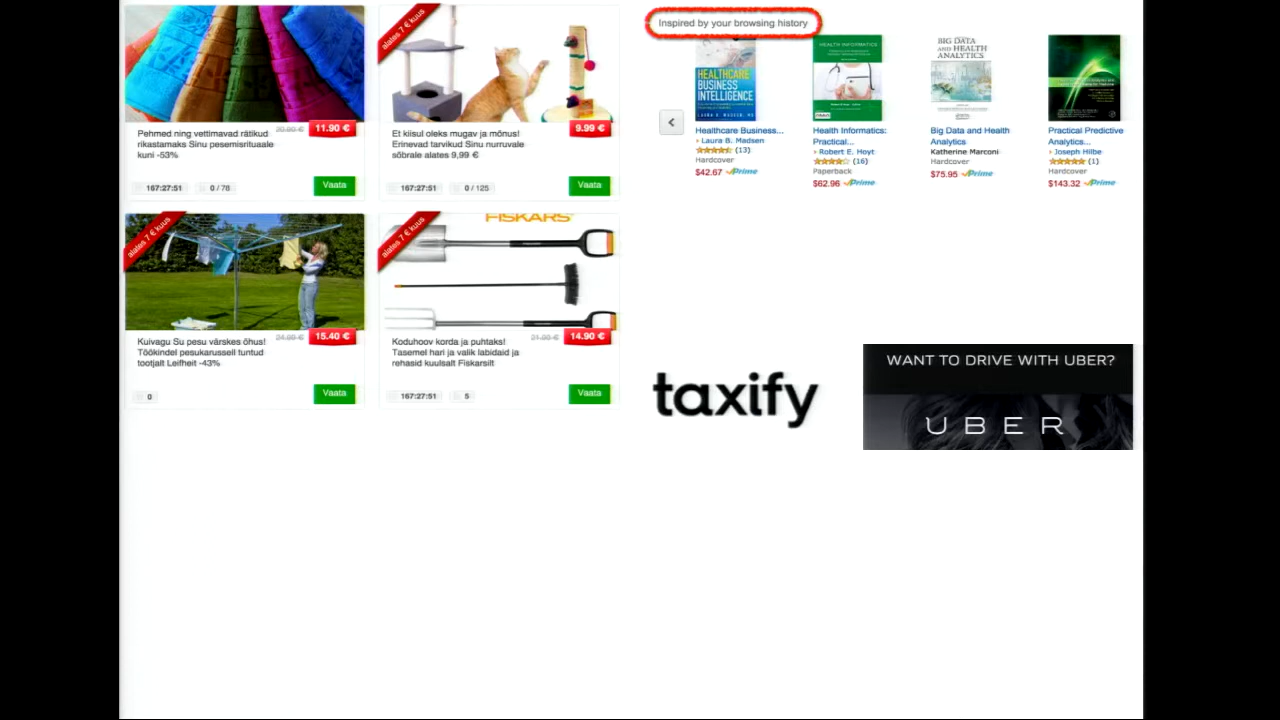 alates 7 € kuus
20.99 €
11.90 €
9.99 €
Pehmed ning vettimavad rätikud
rikastamaks Sinu pesemisrituaale
kuni -53%
Et kiisul oleks mugav ja mõnus!
Erinevad tarvikud Sinu nurruvale
sõbrale alates 9,99 €
167:27:51
0 / 78
Vaata
167:27:51
0 / 125
Vaata
alates 7 € kuus
alates 7 € kuus
FISKARS
24.90 €
15.40 €
21.90 €
14.90 €
Kuivagu Su pesu värskes õhus!
Töökindel pesukarussell tuntud
tootjalt Leifheit -43%
Koduhoov korda ja puhtaks!
Tasemel hari ja valik labidaid ja
rehasid kuulsalt Fiskarsilt
0
Vaata
167:27:51
5
Vaata
Inspired by your browsing history
HEALTHCARE
BUSINESS
INTELLIGENCE
LAURA B. MADSEN, MS
HEALTH INFORMATICS
BIG DATA
AND HEALTH
ANALYTICS
Healthcare Business...
Laura B. Madsen
(13)
Hardcover
$42.67 Prime
Health Informatics:
Practical...
Robert E. Hoyt
(16)
Paperback
$62.96 Prime
Big Data and Health
Analytics
Katherine Marconi
Hardcover
$75.95 Prime
Practical Predictive
Analytics...
Joseph Hilbe
(1)
Hardcover
$143.32 Prime
taxify
WANT TO DRIVE WITH UBER?
UBER